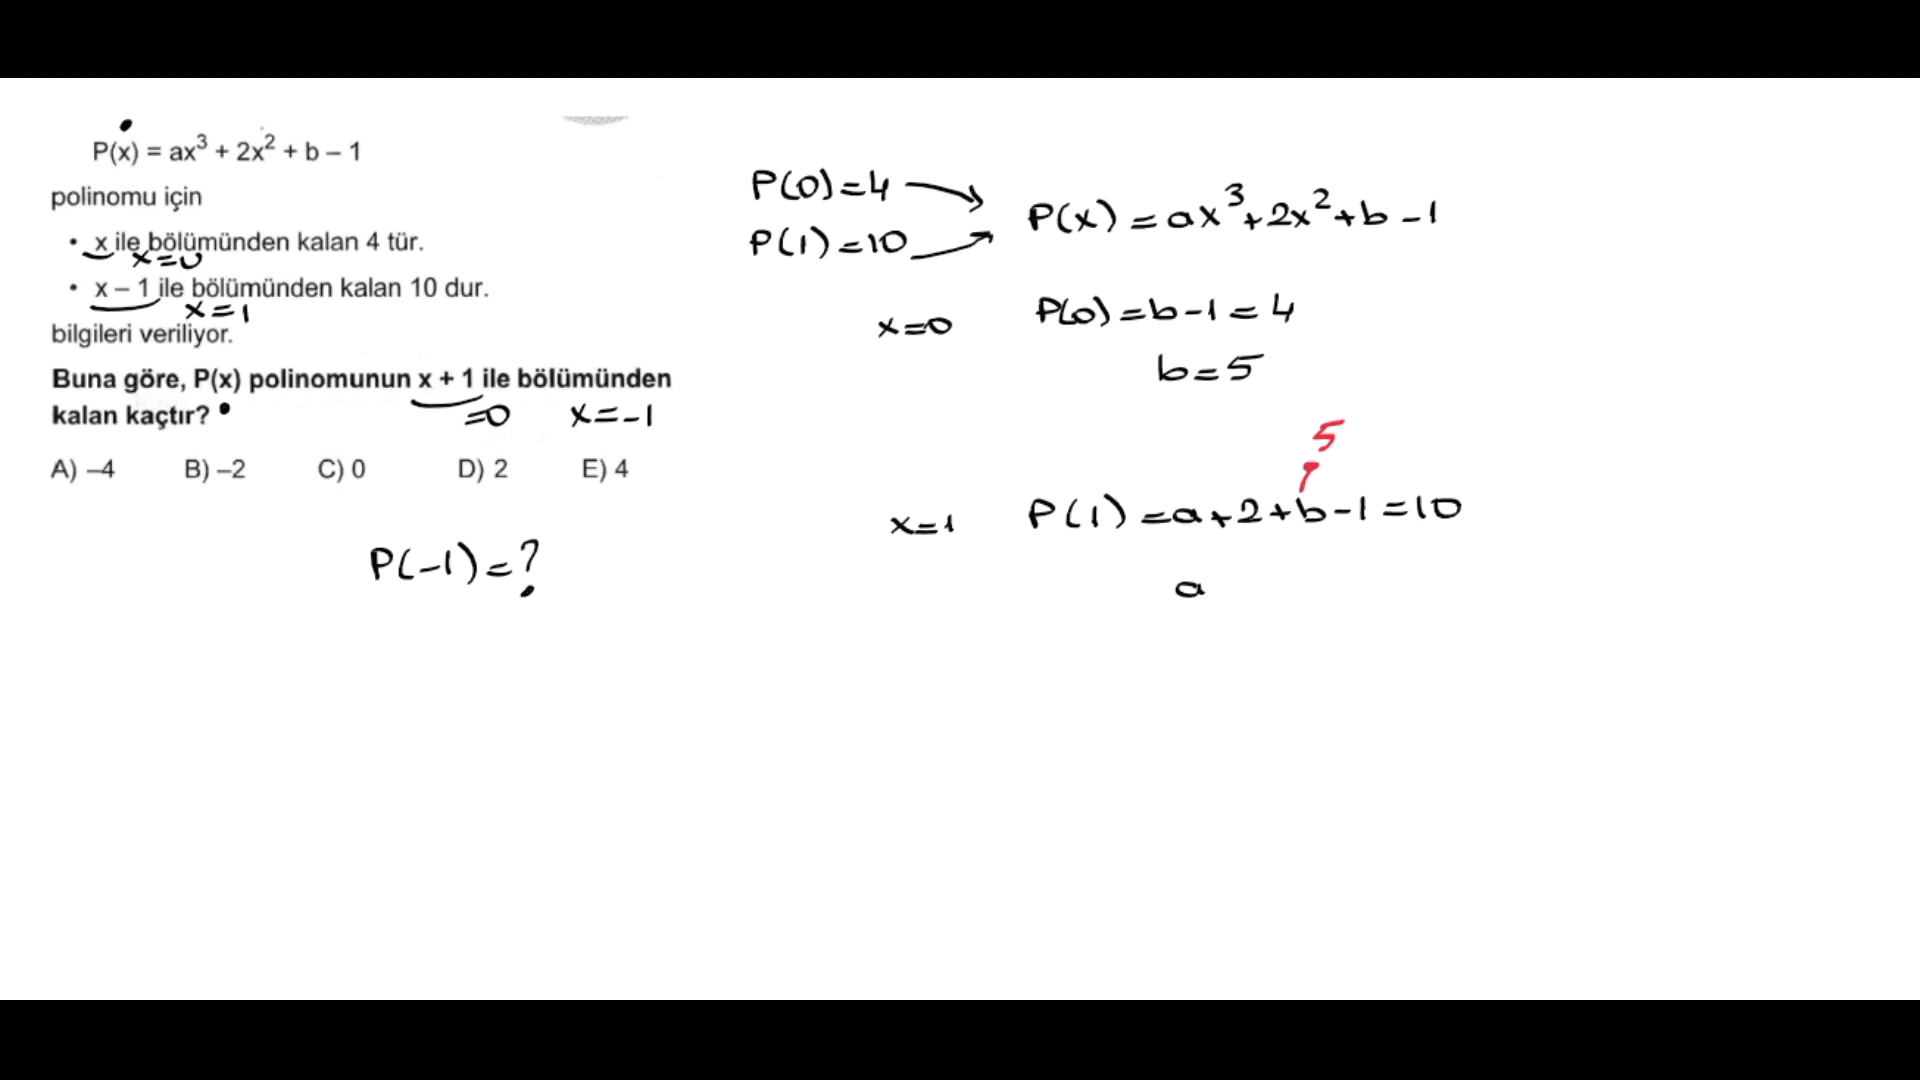 P(x) = ax³ + 2x² + b – 1
polinomu için
• x ile bölümünden kalan 4 tür.
x=0
• x – 1 ile bölümünden kalan 10 dur.
x=1
bilgileri veriliyor.
Buna göre, P(x) polinomunun x + 1 ile bölümünden
kalan kaçtır?
=0 x=-1
A) –4 B) –2 C) 0 D) 2 E) 4
P(-1)=?
P(0)=4
P(1)=10
P(x)=ax³+2x²+b-1
x=0 P(0)=b-1=4
b=5
5
x=1 P(1)=a+2+b-1=10
a